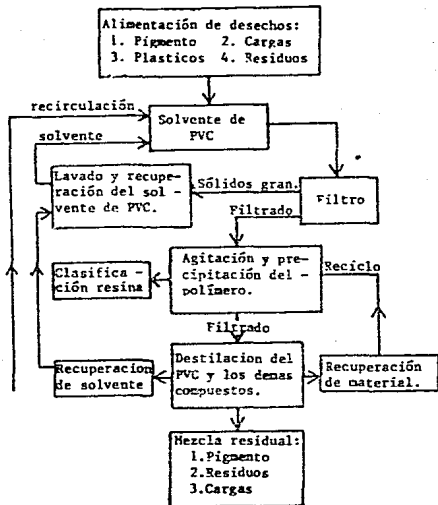 Alimentación de desechos:
1. Pigmento 2. Cargas
3. Plasticos 4. Residuos
recirculación
Solvente de
PVC
solvente
Lavado y recupe-
ración del sol -
vente de PVC.
Sólidos gran.
Filtro
Filtrado
Agitación y pre-
cipitación del -
polímero.
Reciclo
Clasifica -
ción resina
Filtrado
Recuperación
de solvente
Destilacion del
PVC y los demas
compuestos.
Recuperación
de material.
Mezcla residual:
1.Pigmento
2.Residuos
3.Cargas